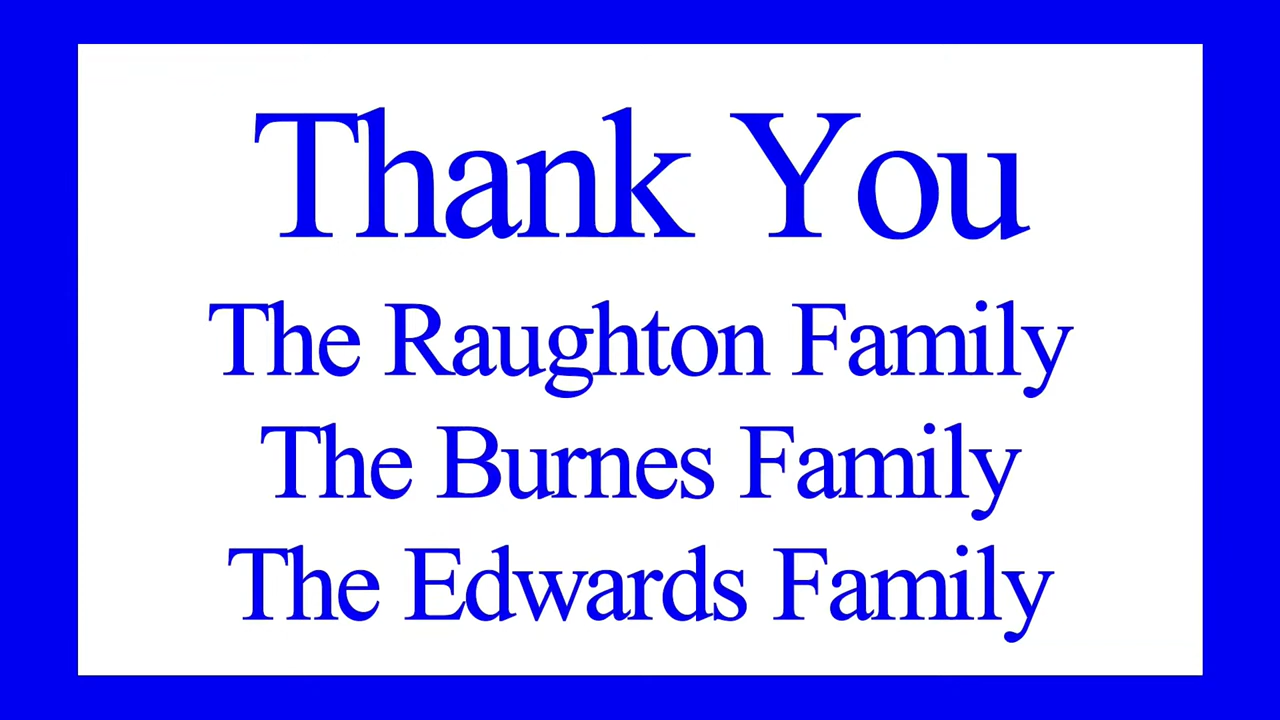 Thank You
The Raughton Family
The Burnes Family
The Edwards Family